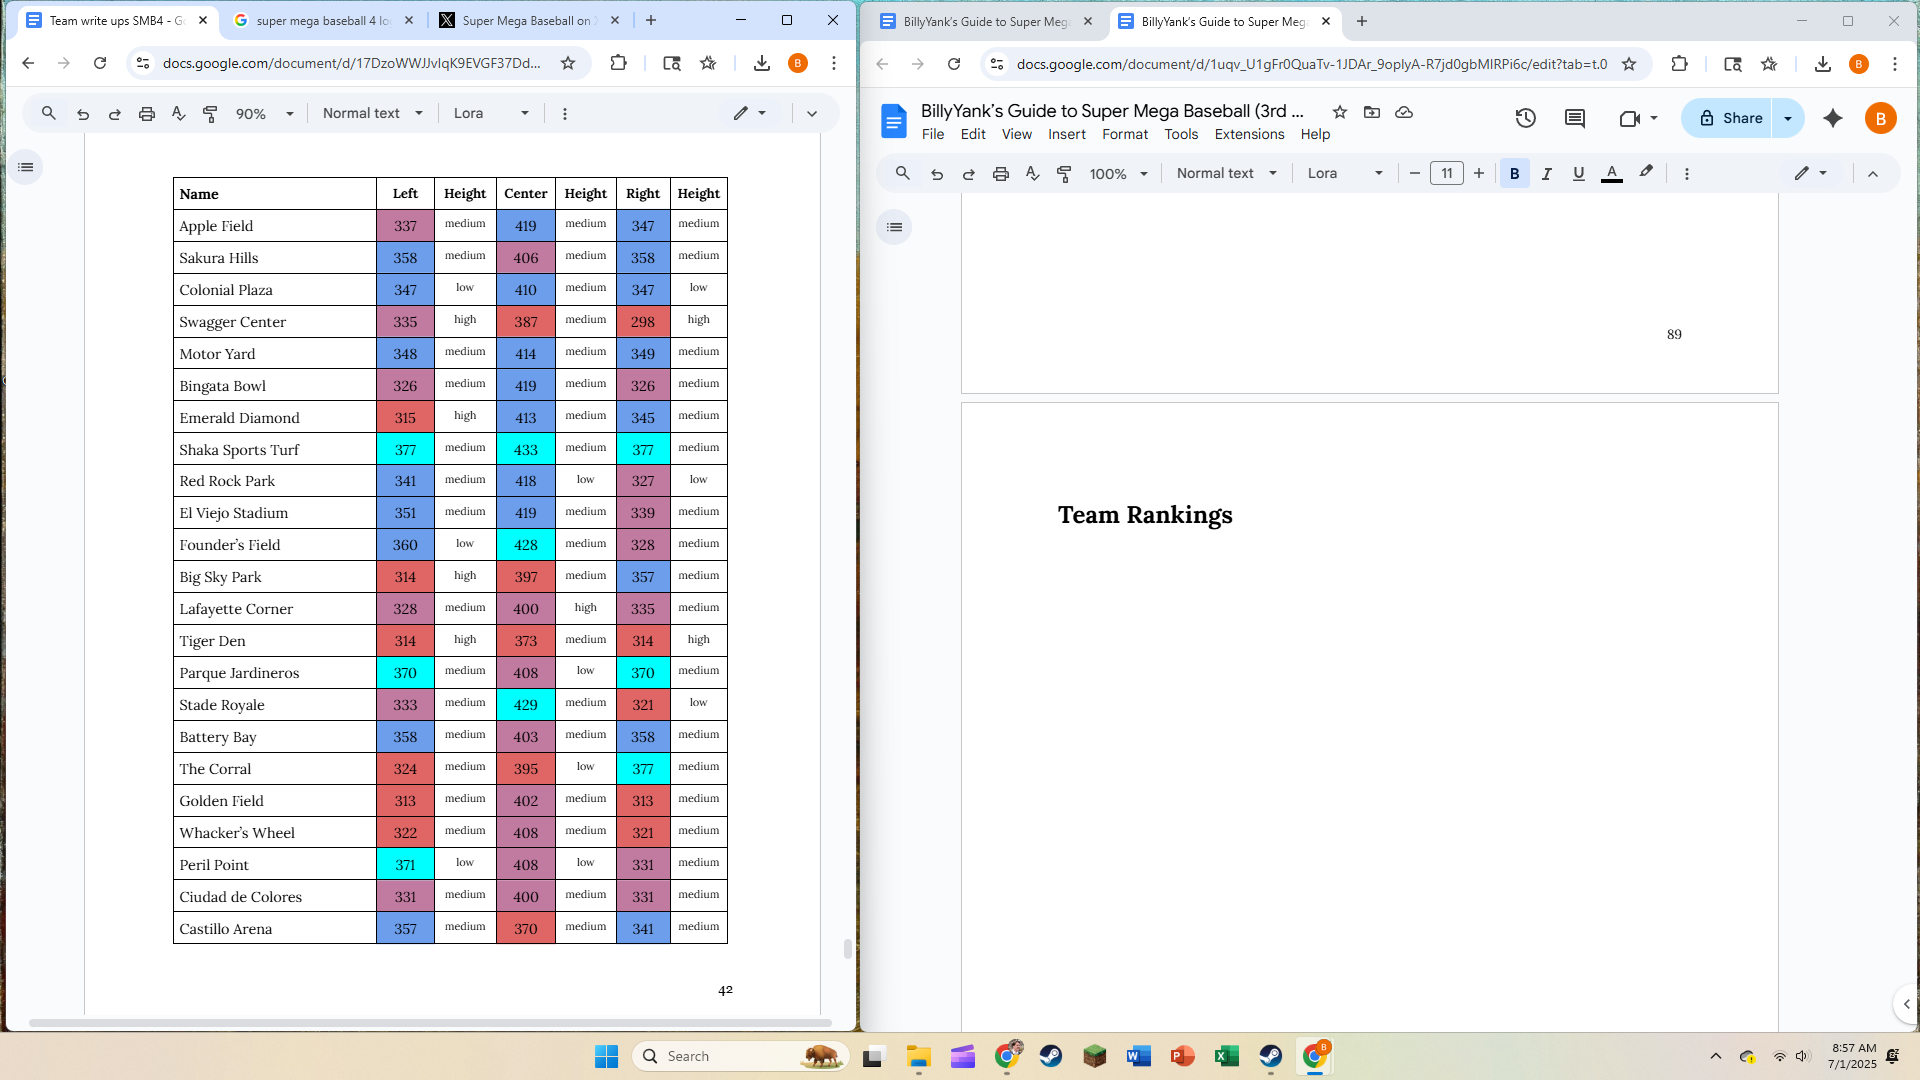 Team write ups SMB4 - G
super mega baseball 4 lo
Super Mega Baseball on
docs.google.com/document/d/17DzoWWJJvlqK9EVGF37Dd...
90%
Normal text
Lora
Name Left Height Center Height Right Height
Apple Field 337 medium 419 medium 347 medium
Sakura Hills 358 medium 406 medium 358 medium
Colonial Plaza 347 low 410 medium 347 low
Swagger Center 335 high 387 medium 298 high
Motor Yard 348 medium 414 medium 349 medium
Bingata Bowl 326 medium 419 medium 326 medium
Emerald Diamond 315 high 413 medium 345 medium
Shaka Sports Turf 377 medium 433 medium 377 medium
Red Rock Park 341 medium 418 low 327 low
El Viejo Stadium 351 medium 419 medium 339 medium
Founder’s Field 360 low 428 medium 328 medium
Big Sky Park 314 high 397 medium 357 medium
Lafayette Corner 328 medium 400 high 335 medium
Tiger Den 314 high 373 medium 314 high
Parque Jardineros 370 medium 408 low 370 medium
Stade Royale 333 medium 429 medium 321 low
Battery Bay 358 medium 403 medium 358 medium
The Corral 324 medium 395 low 377 medium
Golden Field 313 medium 402 medium 313 medium
Whacker’s Wheel 322 medium 408 medium 321 medium
Peril Point 371 low 408 low 331 medium
Ciudad de Colores 331 medium 400 medium 331 medium
Castillo Arena 357 medium 370 medium 341 medium
42
BillyYank's Guide to Super Meg
BillyYank's Guide to Super Meg
docs.google.com/document/d/1uqv_U1gFr0QuaTv-1JDAr_9oplyA-R7jd0gbMlRPi6c/edit?tab=t.0
BillyYank’s Guide to Super Mega Baseball (3rd ...
File Edit View Insert Format Tools Extensions Help
Share
B
100%
Normal text
Lora
11
B I U A
89
Team Rankings
Search
8:57 AM
7/1/2025